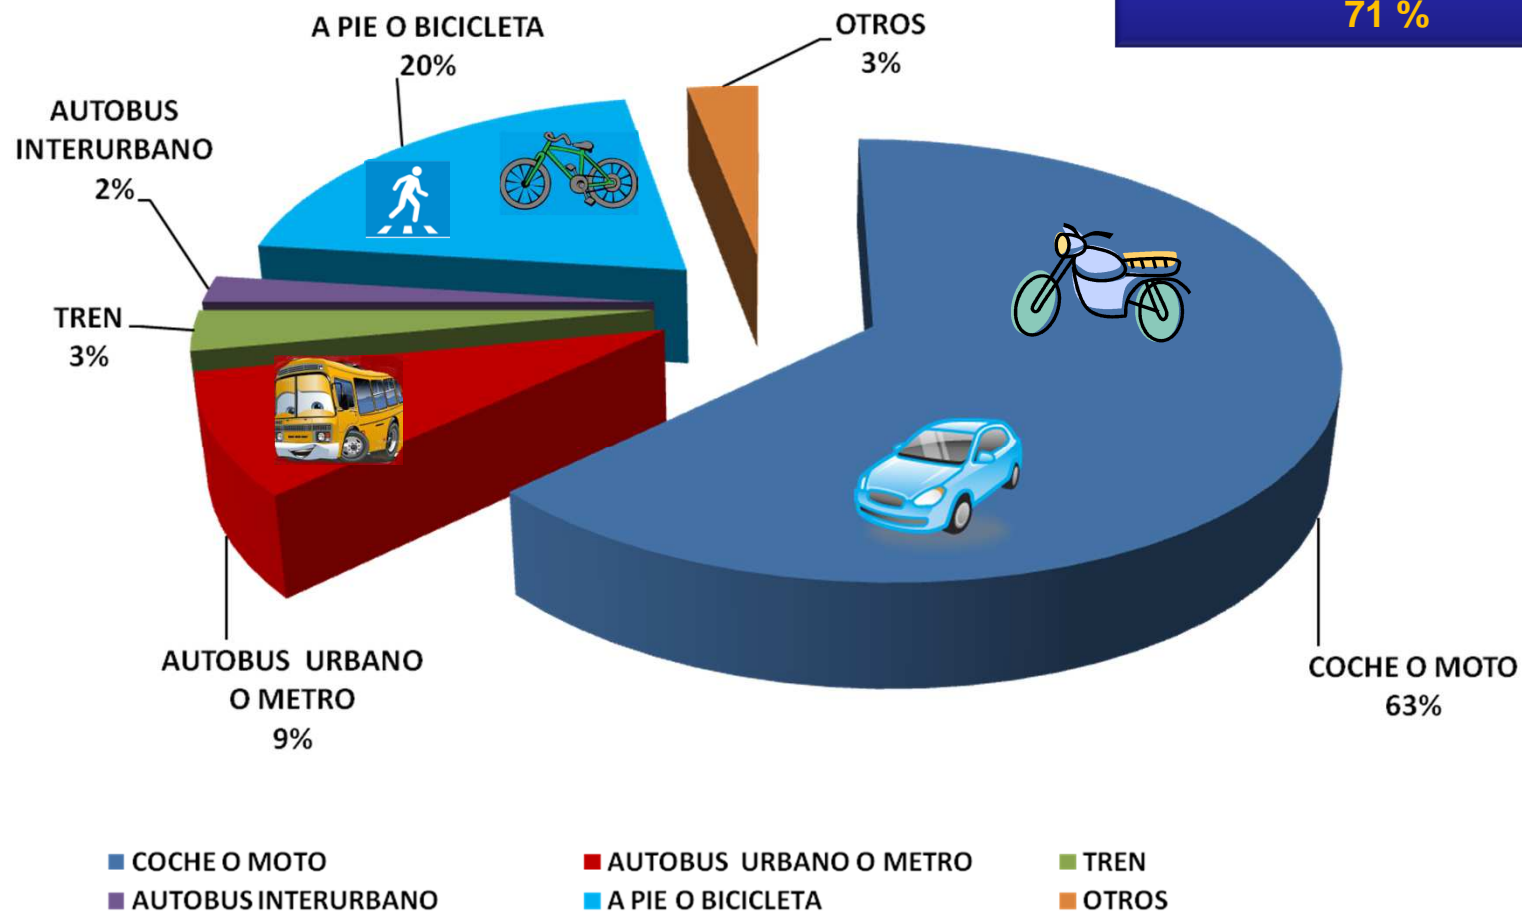 71 %
A PIE O BICICLETA
20%
OTROS
3%
AUTOBUS
INTERURBANO
2%
TREN
3%
AUTOBUS URBANO
O METRO
9%
COCHE O MOTO
63%
COCHE O MOTO
AUTOBUS URBANO O METRO
TREN
AUTOBUS INTERURBANO
A PIE O BICICLETA
OTROS